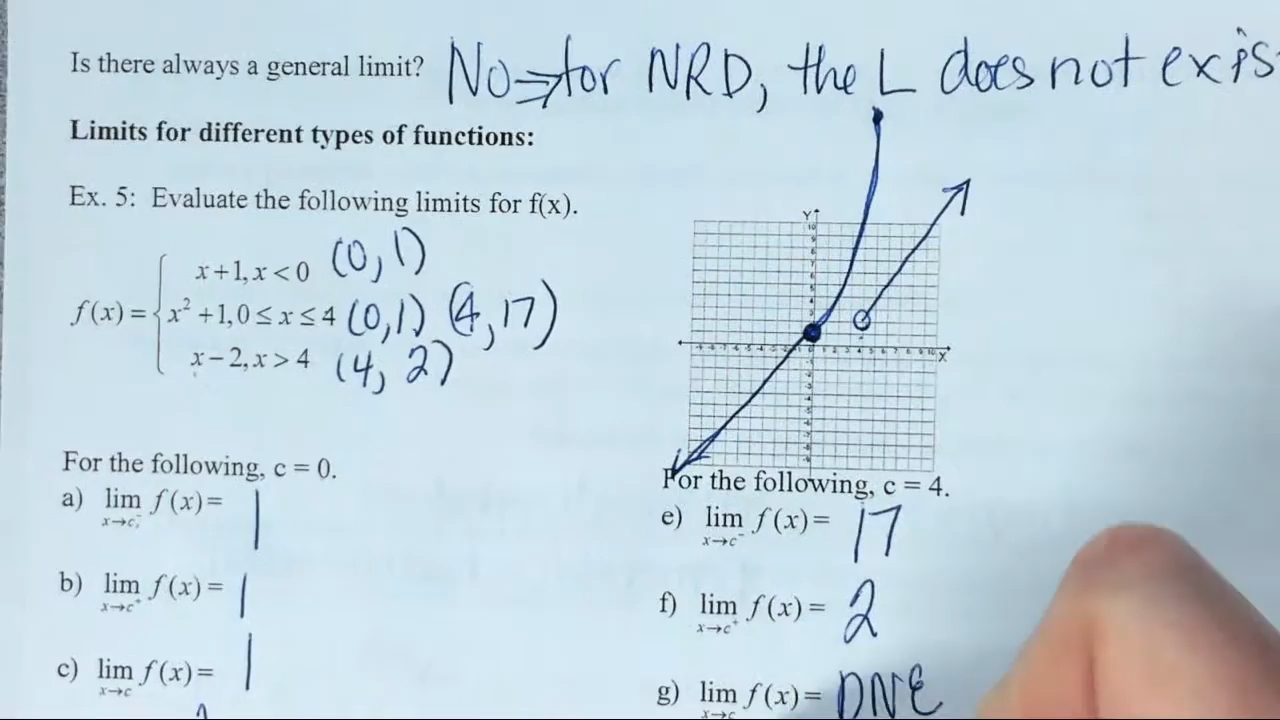 Is there always a general limit? No ⇒ for NRD, the L does not exis
Limits for different types of functions:
Ex. 5: Evaluate the following limits for f(x).
x+1, x < 0 (0, 1)
f(x) = { x² +1, 0 ≤ x ≤ 4 (0, 1) (4, 17)
x−2, x > 4 (4, 2)
Y
X
For the following, c = 0.
a) lim x→c⁻ f(x) = 1
b) lim x→c⁺ f(x) = 1
c) lim x→c f(x) = 1
For the following, c = 4.
e) lim x→c⁻ f(x) = 17
f) lim x→c⁺ f(x) = 2
g) lim x→c f(x) = DNE